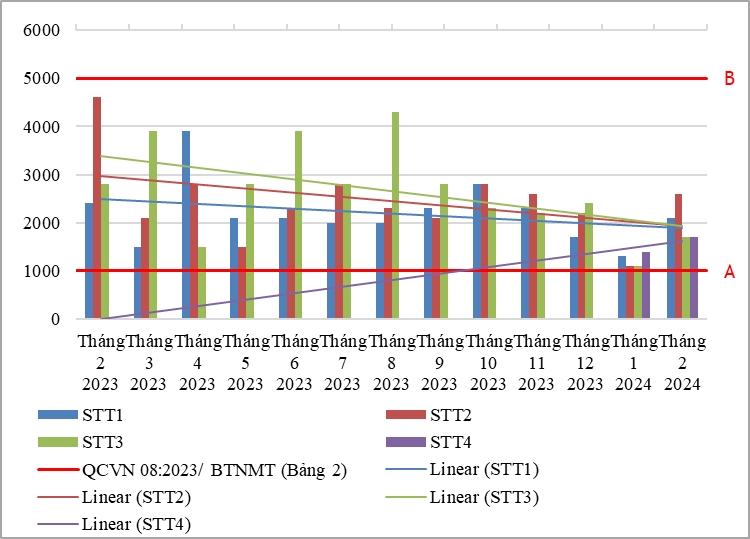 6000
5000
B
4000
3000
2000
1000
A
0
Tháng Tháng Tháng Tháng Tháng Tháng Tháng Tháng Tháng Tháng Tháng Tháng Tháng
2 3 4 5 6 7 8 9 10 11 12 1 2
2023 2023 2023 2023 2023 2023 2023 2023 2023 2023 2023 2024 2024
STT1 STT2
STT3 STT4
QCVN 08:2023/ BTNMT (Bảng 2) Linear (STT1)
Linear (STT2) Linear (STT3)
Linear (STT4)